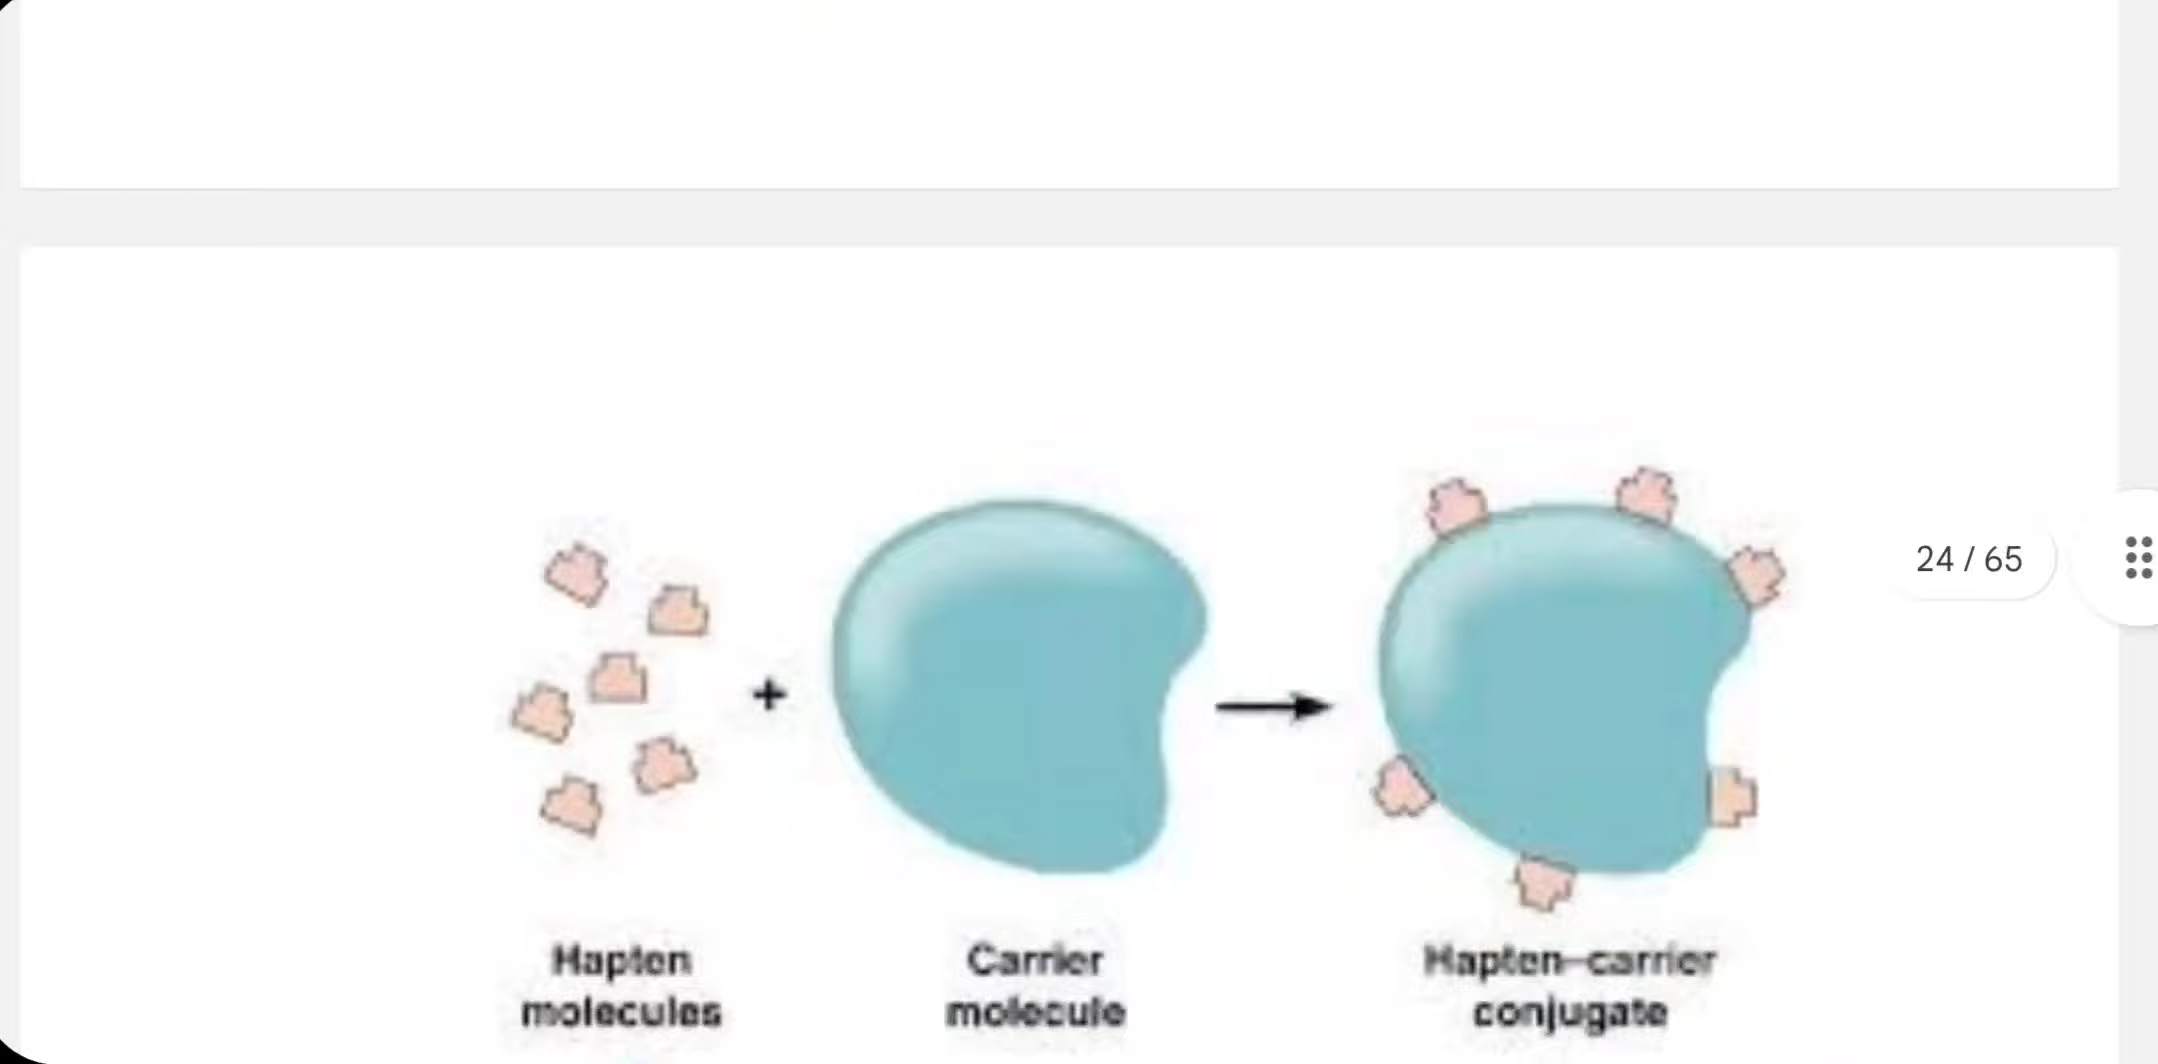 24 / 65
+
Hapten
molecules
Carrier
molecule
Hapten–carrier
conjugate